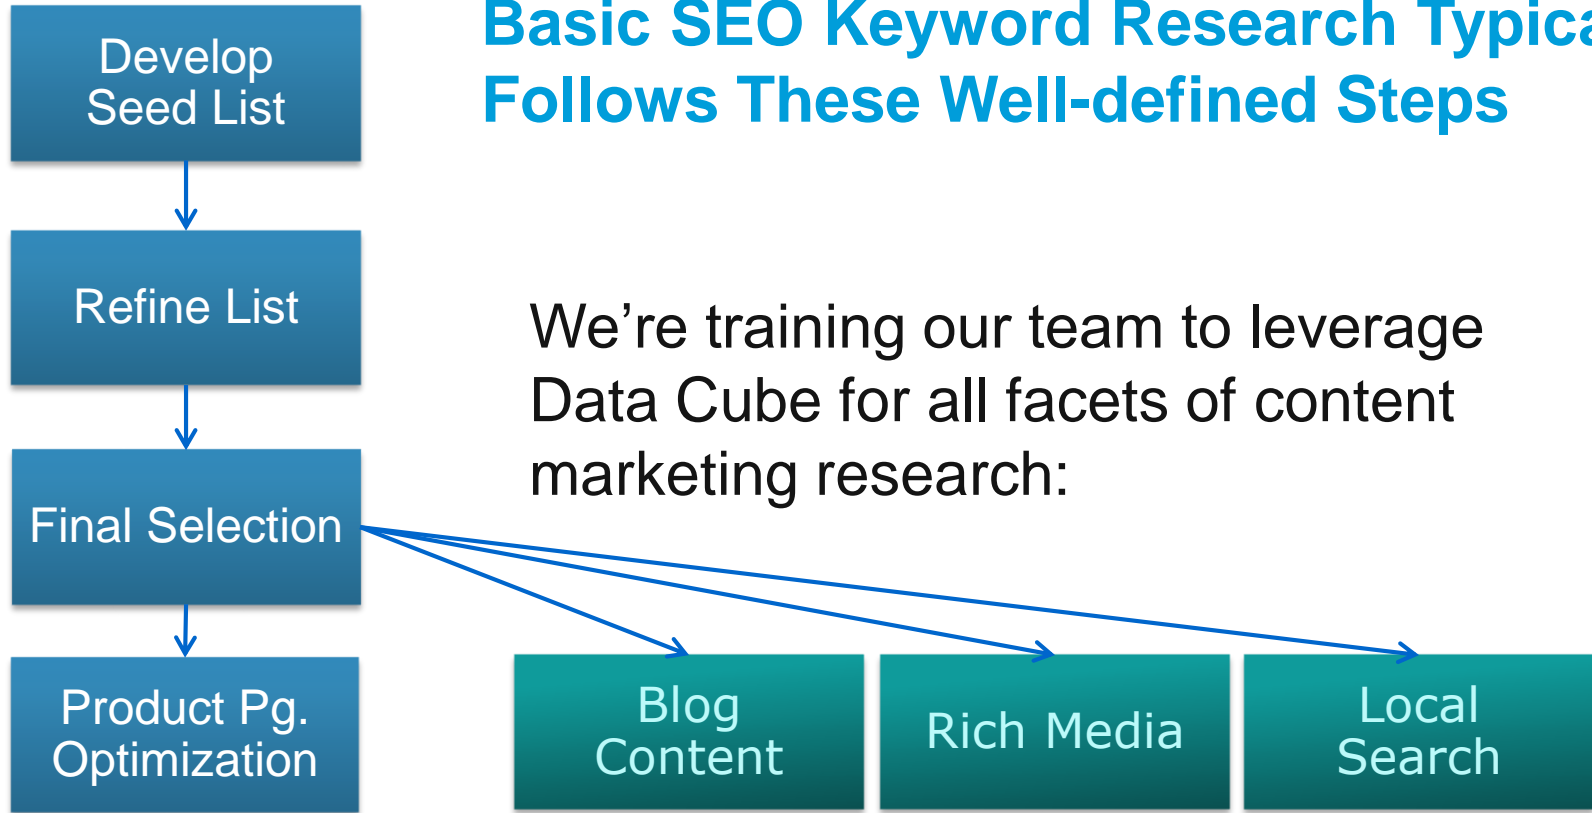 Basic SEO Keyword Research Typica
Follows These Well-defined Steps
Develop
Seed List
Refine List
We’re training our team to leverage
Data Cube for all facets of content
marketing research:
Final Selection
Product Pg.
Optimization
Blog
Content
Rich Media
Local
Search